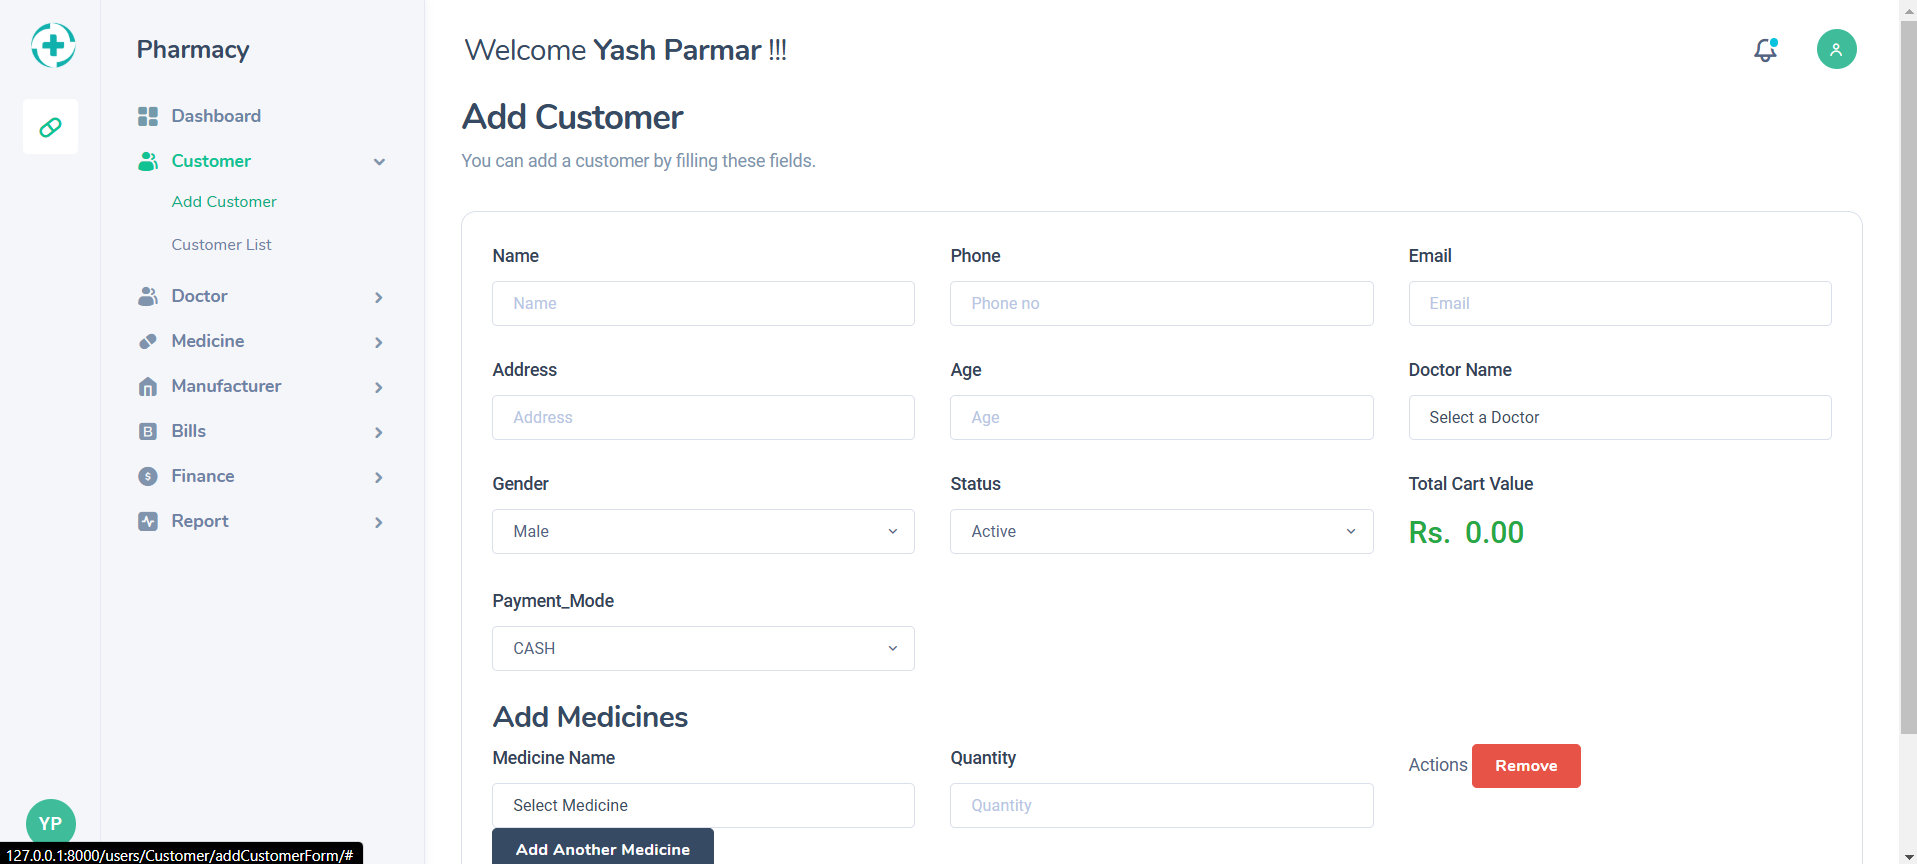 Pharmacy
Dashboard
Customer
Add Customer
Customer List
Doctor
Medicine
Manufacturer
B Bills
$ Finance
Report
YP
127.0.0.1:8000/users/Customer/addCustomerForm/#
Welcome Yash Parmar !!!
Add Customer
You can add a customer by filling these fields.
Name Phone Email
Name Phone no Email
Address Age Doctor Name
Address Age Select a Doctor
Gender Status Total Cart Value
Male Active Rs. 0.00
Payment_Mode
CASH
Add Medicines
Medicine Name Quantity Actions Remove
Select Medicine Quantity
Add Another Medicine